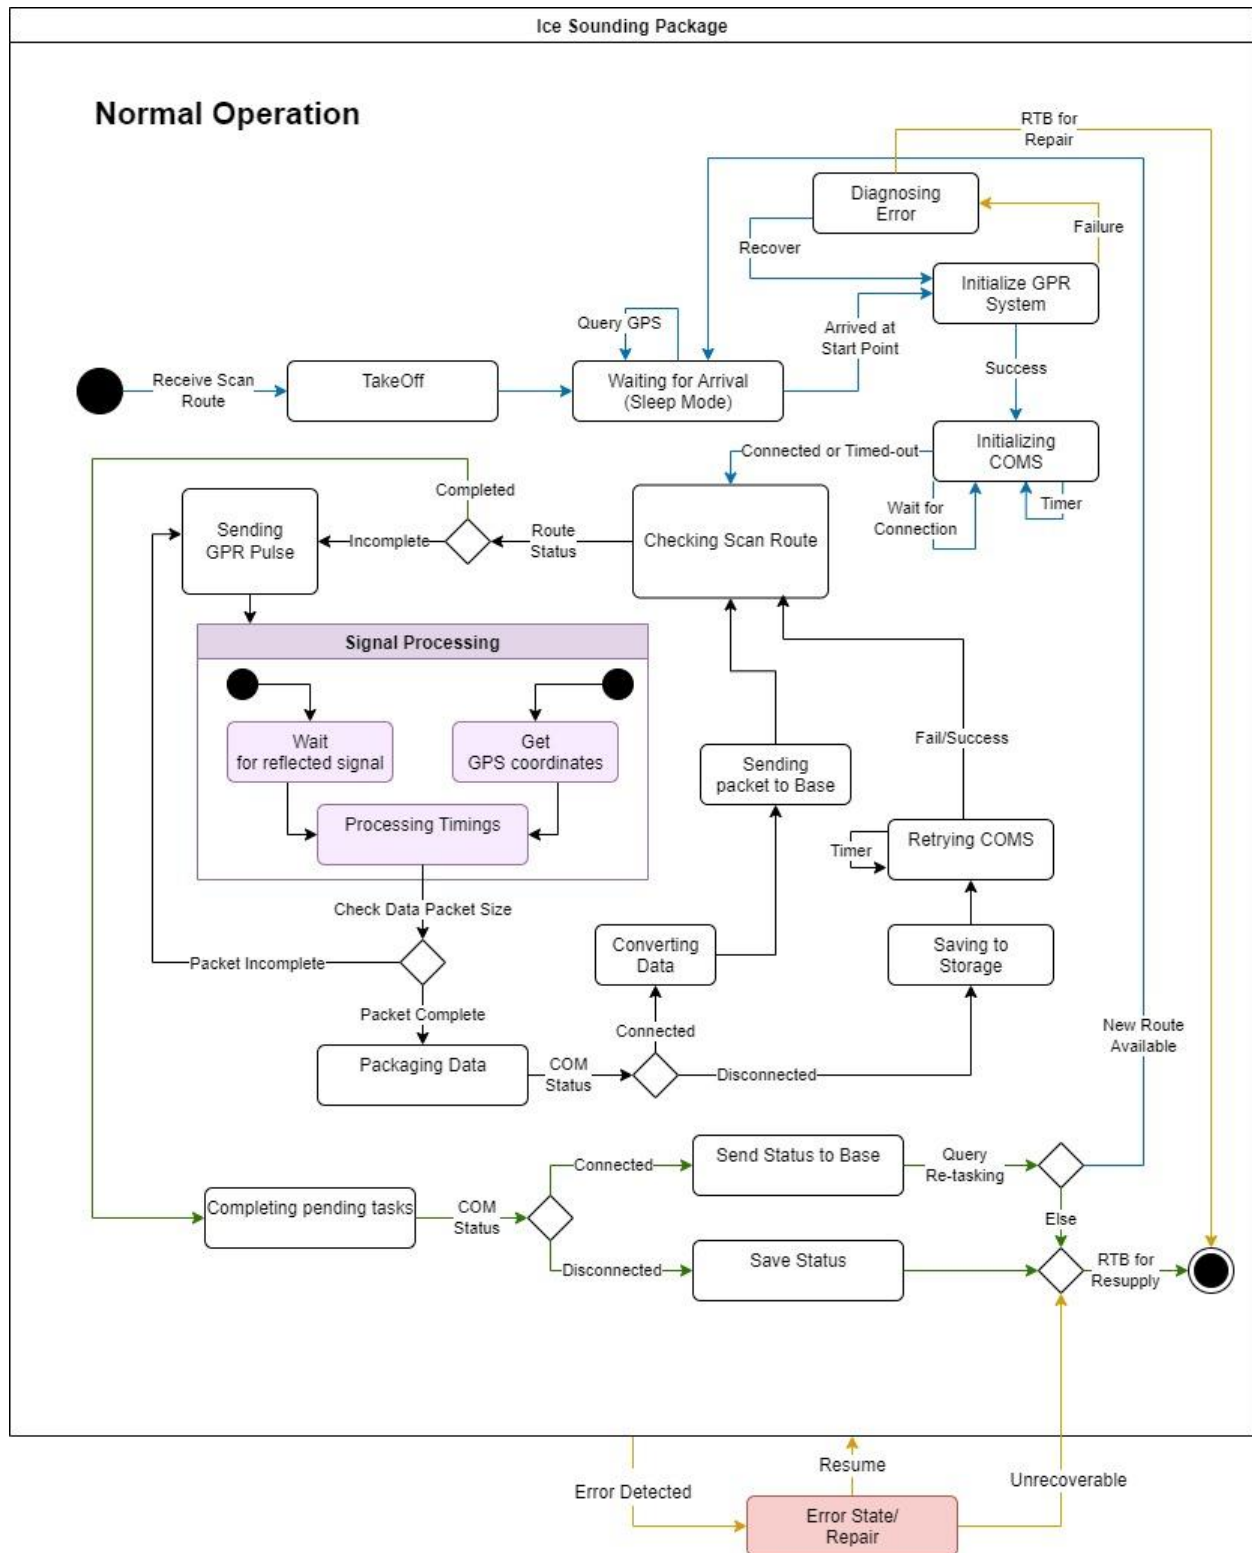 Ice Sounding Package
Normal Operation
RTB for
Repair
Diagnosing
Error
Failure
Recover
Initialize GPR
System
Query GPS
Arrived at
Start Point
Receive Scan
Route
TakeOff
Waiting for Arrival
(Sleep Mode)
Success
Initializing
COMS
Connected or Timed-out
Wait for
Connection
Timer
Completed
Sending
GPR Pulse
Incomplete
Route
Status
Checking Scan Route
Signal Processing
Wait
for reflected signal
Get
GPS coordinates
Processing Timings
Sending
packet to Base
Fail/Success
Timer
Retrying COMS
Check Data Packet Size
Packet Incomplete
Converting
Data
Saving to
Storage
Packet Complete
Connected
New Route
Available
Packaging Data
COM
Status
Disconnected
Completing pending tasks
COM
Status
Connected
Send Status to Base
Query
Re-tasking
Else
Disconnected
Save Status
RTB for
Resupply
Error Detected
Resume
Unrecoverable
Error State/
Repair